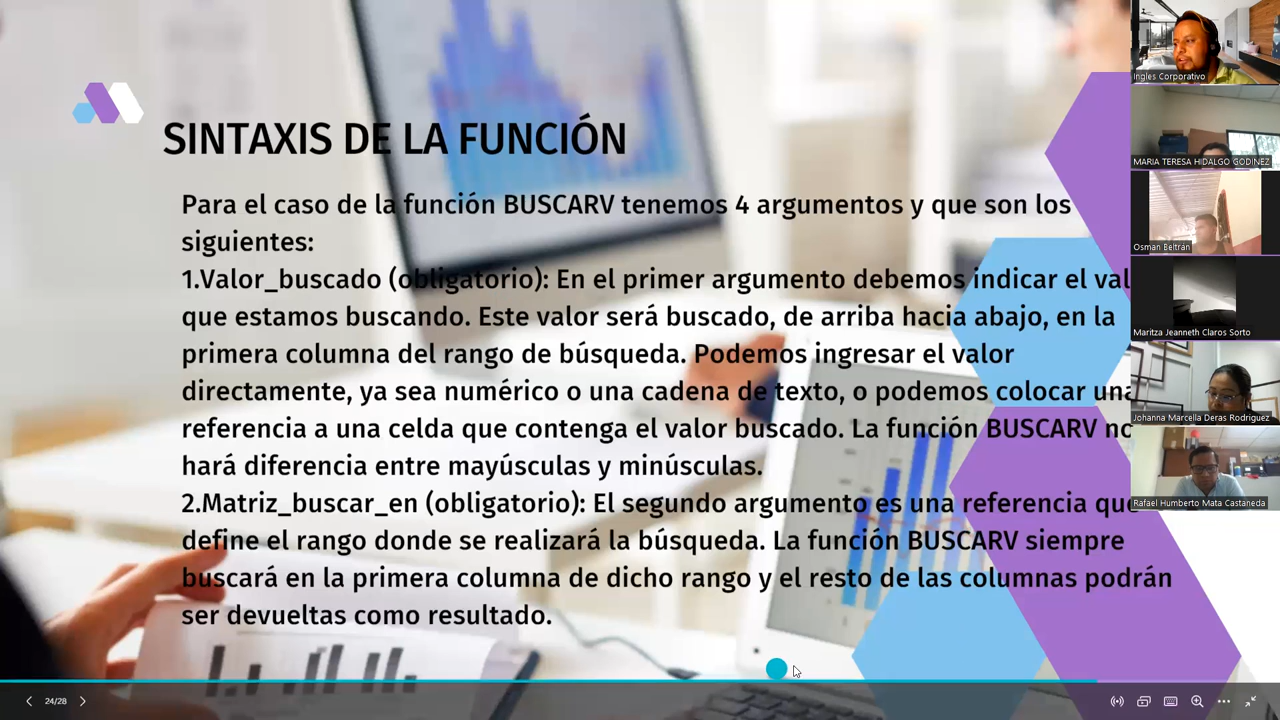 SINTAXIS DE LA FUNCIÓN
Para el caso de la función BUSCARV tenemos 4 argumentos y que son los
siguientes:
1.Valor_buscado (obligatorio): En el primer argumento debemos indicar el val
que estamos buscando. Este valor será buscado, de arriba hacia abajo, en la
primera columna del rango de búsqueda. Podemos ingresar el valor
directamente, ya sea numérico o una cadena de texto, o podemos colocar una
referencia a una celda que contenga el valor buscado. La función BUSCARV no
hará diferencia entre mayúsculas y minúsculas.
2.Matriz_buscar_en (obligatorio): El segundo argumento es una referencia que
define el rango donde se realizará la búsqueda. La función BUSCARV siempre
buscará en la primera columna de dicho rango y el resto de las columnas podrán
ser devueltas como resultado.
24/28
Ingles Corporativo
MARIA TERESA HIDALGO GODINEZ
Osman Beltrán
Maritza Jeanneth Claros Sorto
Johanna Marcella Deras Rodriguez
Rafael Humberto Mata Castaneda